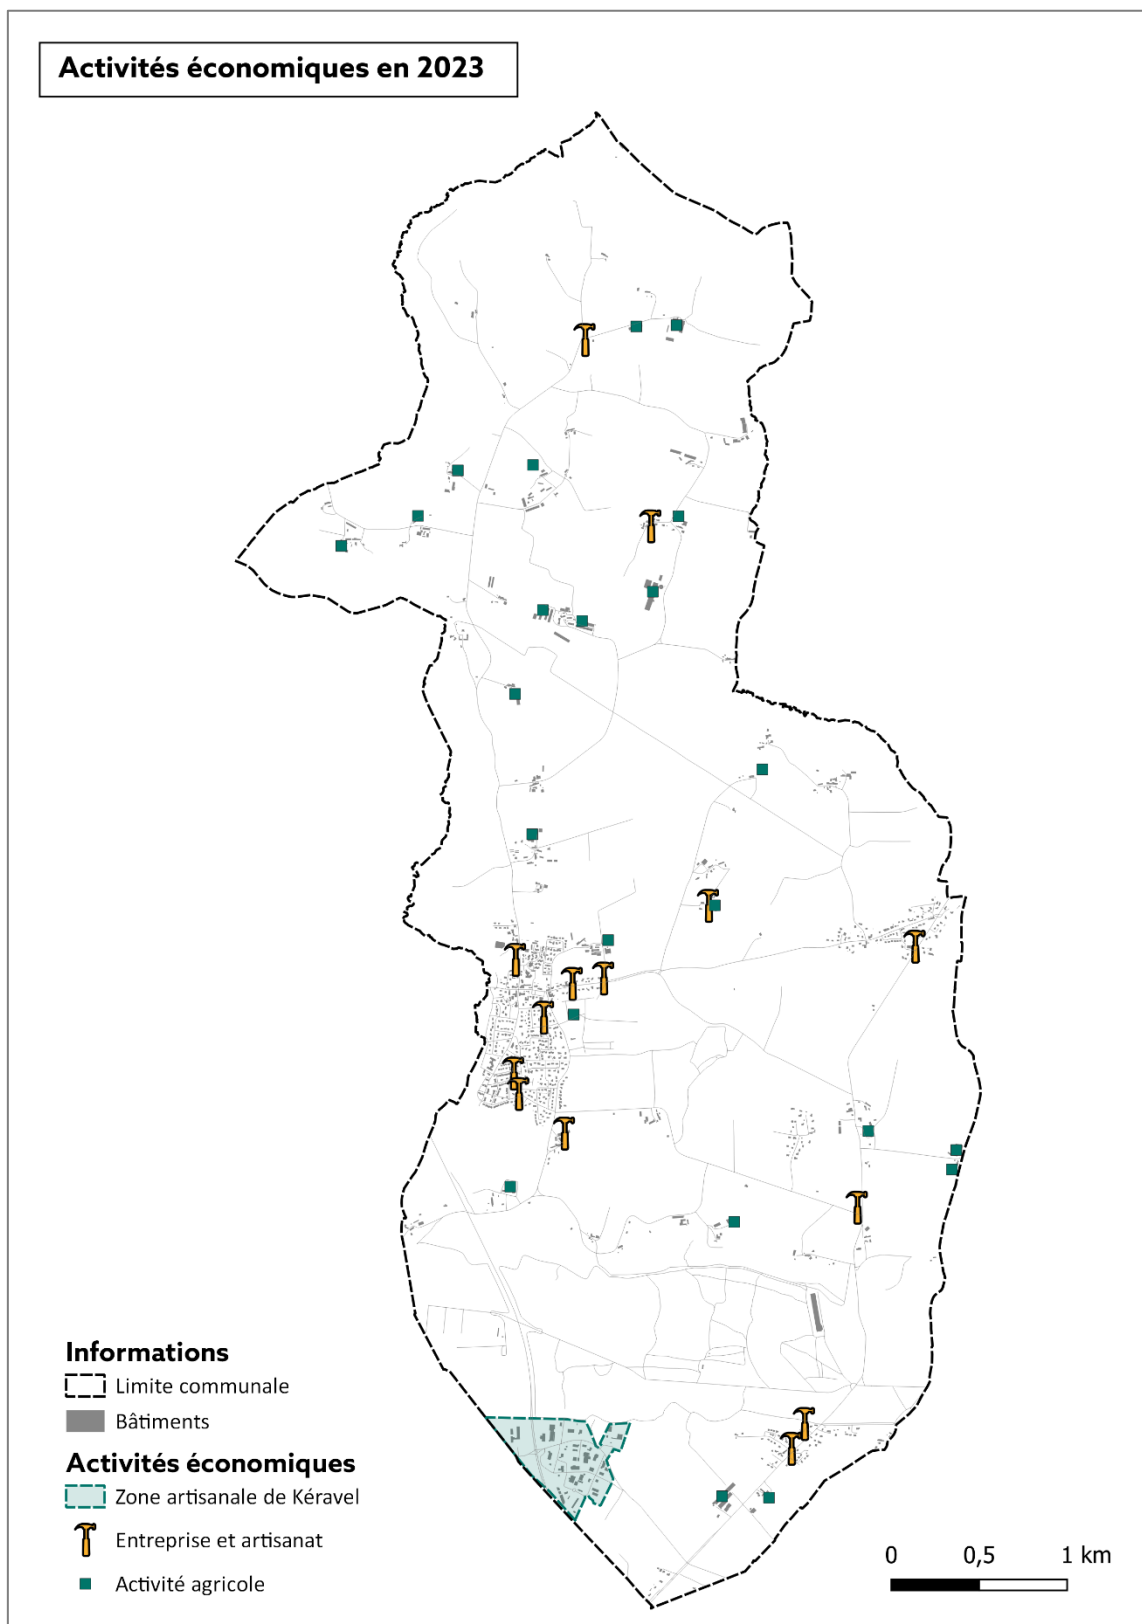 Activités économiques en 2023
Informations
Limite communale
Bâtiments
Activités économiques
Zone artisanale de Kéravel
Entreprise et artisanat
Activité agricole
0 0,5 1 km